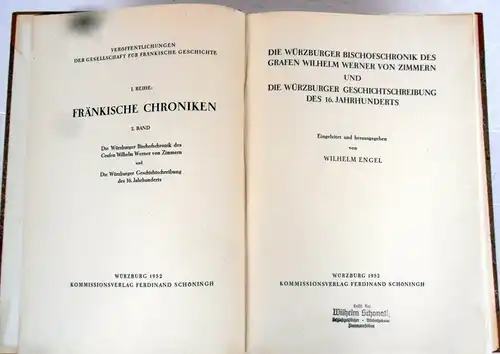 VERÖFFENTLICHUNGEN
DER GESELLSCHAFT FÜR FRÄNKISCHE GESCHICHTE
I. REIHE:
FRÄNKISCHE CHRONIKEN
2. BAND
Die Würzburger Bischofschronik des
Grafen Wilhelm Werner von Zimmern
und
Die Würzburger Geschichtschreibung
des 16. Jahrhunderts
WÜRZBURG 1952
KOMMISSIONSVERLAG FERDINAND SCHÖNINGH
DIE WÜRZBURGER BISCHOFSCHRONIK DES
GRAFEN WILHELM WERNER VON ZIMMERN
UND
DIE WÜRZBURGER GESCHICHTSCHREIBUNG
DES 16. JAHRHUNDERTS
Eingeleitet und herausgegeben
von
WILHELM ENGEL
WÜRZBURG 1952
KOMMISSIONSVERLAG FERDINAND SCHÖNINGH
Wilhelm